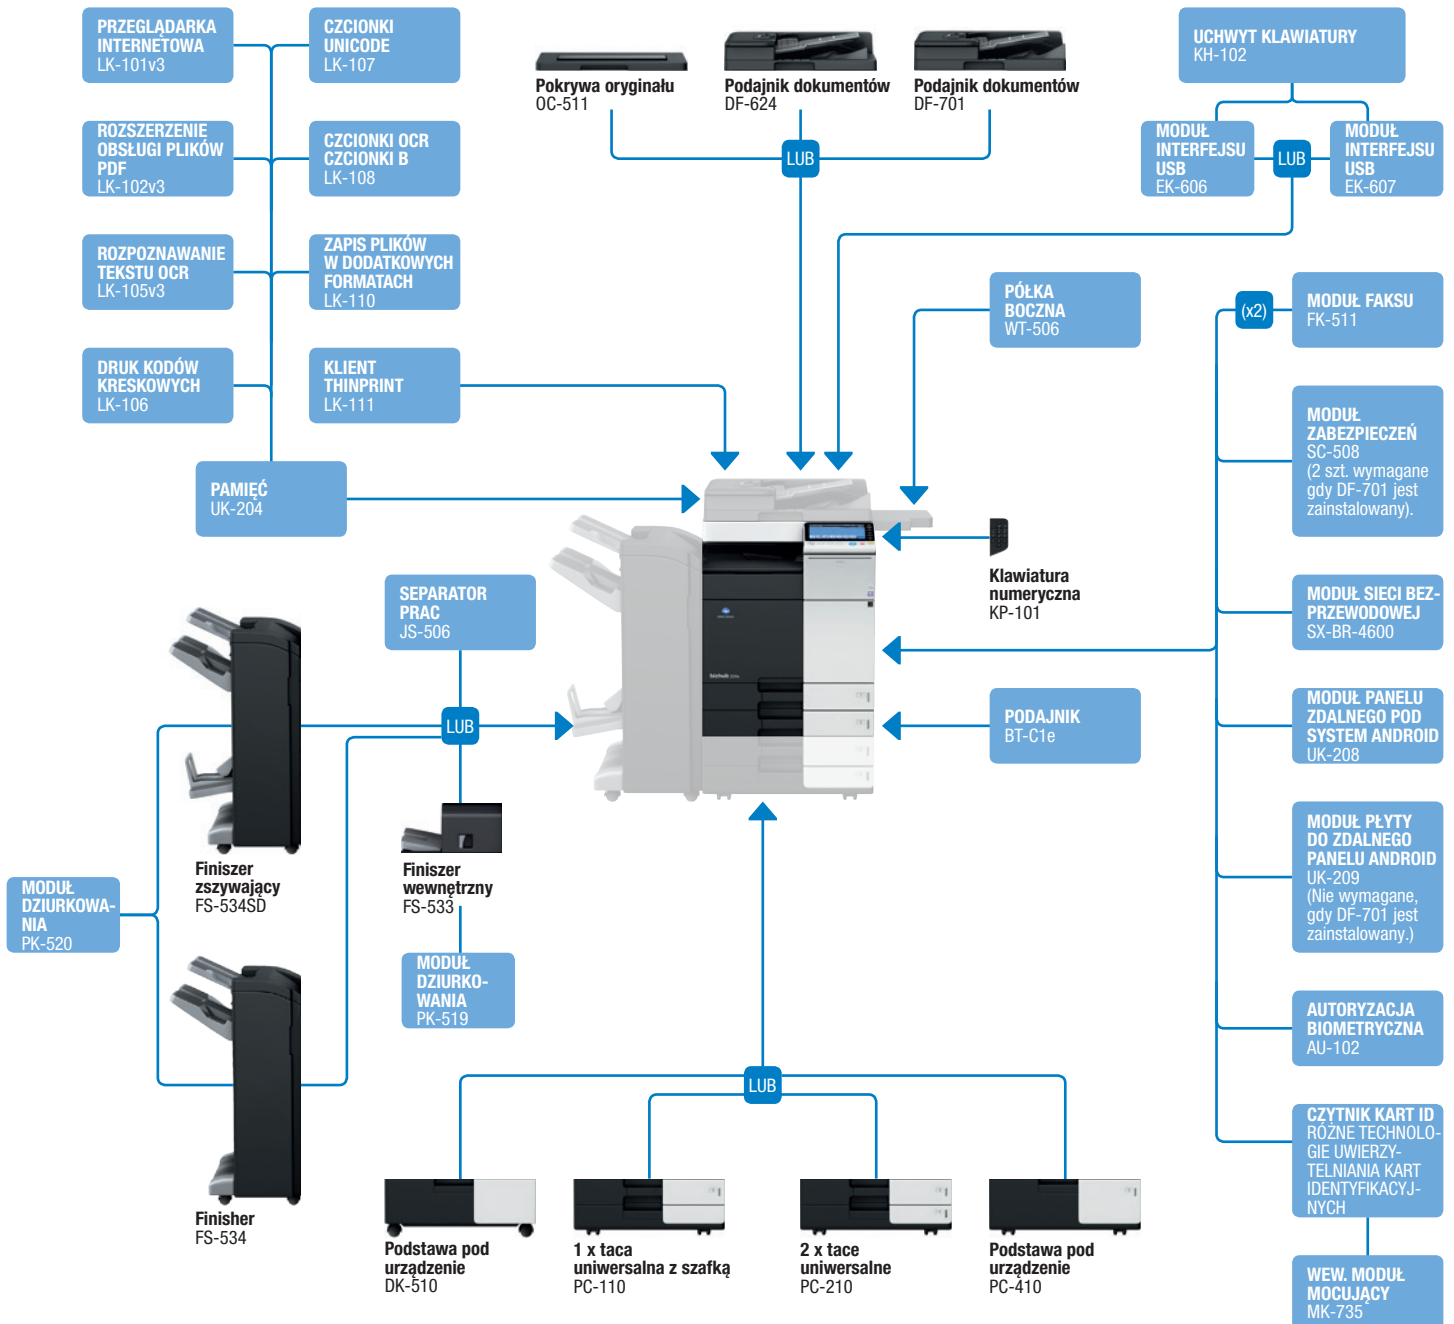 PRZEGLĄDARKA
INTERNETOWA
LK-101v3
CZCIONKI
UNICODE
LK-107
ROZSZERZENIE
OBSŁUGI PLIKÓW
PDF
LK-102v3
CZCIONKI OCR
CZCIONKI B
LK-108
ROZPOZNAWANIE
TEKSTU OCR
LK-105v3
ZAPIS PLIKÓW
W DODATKOWYCH
FORMATACH
LK-110
DRUK KODÓW
KRESKOWYCH
LK-106
KLIENT
THINPRINT
LK-111
PAMIĘĆ
UK-204
Pokrywa oryginału
OC-511
Podajnik dokumentów
DF-624
Podajnik dokumentów
DF-701
LUB
UCHWYT KLAWIATURY
KH-102
MODUŁ
INTERFEJSU
USB
EK-606
LUB
MODUŁ
INTERFEJSU
USB
EK-607
PÓŁKA
BOCZNA
WT-506
(x2)
MODUŁ FAKSU
FK-511
MODUŁ
ZABEZPIECZEŃ
SC-508
(2 szt. wymagane
gdy DF-701 jest
zainstalowany).
Klawiatura
numeryczna
KP-101
MODUŁ SIECI BEZ-
PRZEWODOWEJ
SX-BR-4600
SEPARATOR
PRAC
JS-506
LUB
PODAJNIK
BT-C1e
MODUŁ PANELU
ZDALNEGO POD
SYSTEM ANDROID
UK-208
MODUŁ PŁYTY
DO ZDALNEGO
PANELU ANDROID
UK-209
(Nie wymagane,
gdy DF-701 jest
zainstalowany.)
Finiszer
zszywający
FS-534SD
Finiszer
wewnętrzny
FS-533
MODUŁ
DZIURKOWA-
NIA
PK-520
MODUŁ
DZIURKO-
WANIA
PK-519
AUTORYZACJA
BIOMETRYCZNA
AU-102
LUB
CZYTNIK KART ID
RÓŻNE TECHNOLO-
GIE UWIERZY-
TELNIANIA KART
IDENTYFIKACYJ-
NYCH
Finisher
FS-534
Podstawa pod
urządzenie
DK-510
1 x taca
uniwersalna z szafką
PC-110
2 x tace
uniwersalne
PC-210
Podstawa pod
urządzenie
PC-410
WEW. MODUŁ
MOCUJĄCY
MK-735